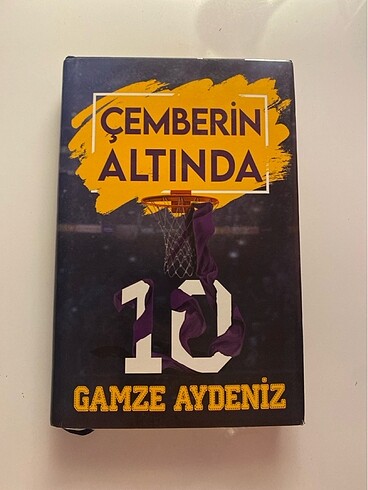 ÇEMBERİN
ALTINDA
10
GAMZE AYDENİZ